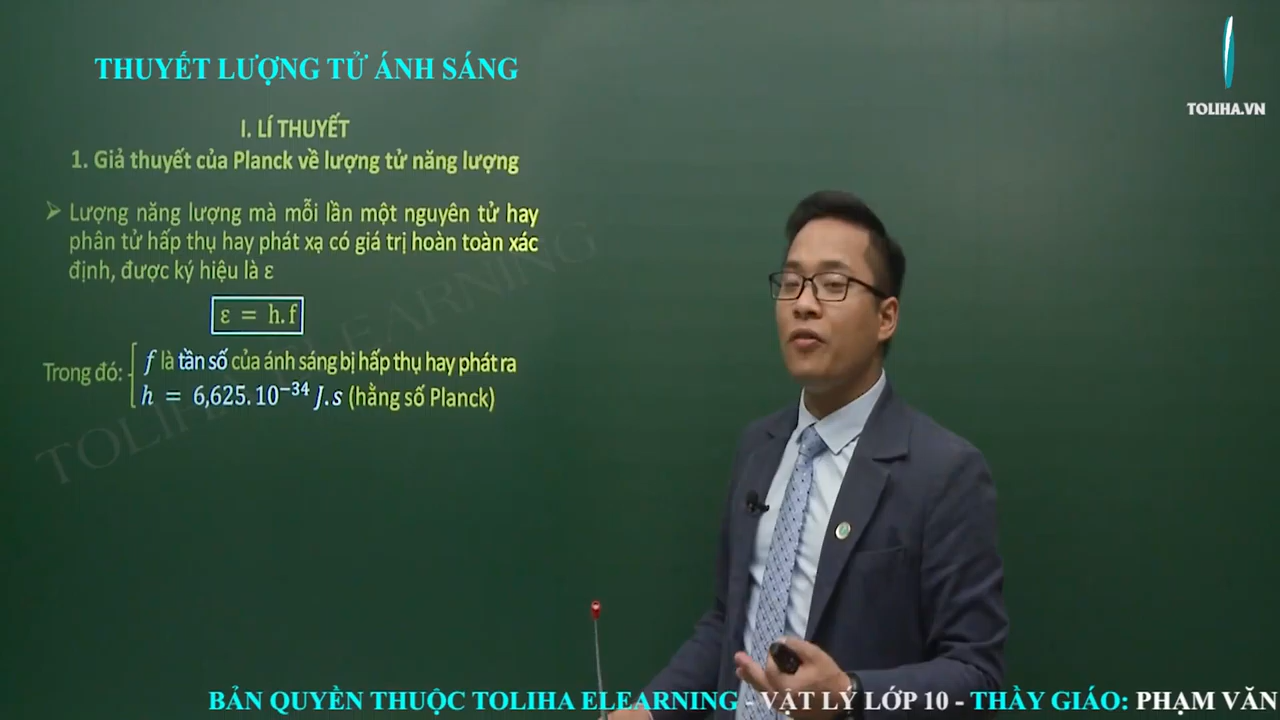 THUYẾT LƯỢNG TỬ ÁNH SÁNG
TOLIHA.VN
I. LÍ THUYẾT
1. Giả thuyết của Planck về lượng tử năng lượng
➢ Lượng năng lượng mà mỗi lần một nguyên tử hay
phân tử hấp thụ hay phát xạ có giá trị hoàn toàn xác
định, được ký hiệu là ε
ε = h.f
Trong đó: f là tần số của ánh sáng bị hấp thụ hay phát ra
h = 6,625.10⁻³⁴ J.s (hằng số Planck)
TOLIHA ELEARNING
BẢN QUYỀN THUỘC TOLIHA ELEARNING - VẬT LÝ LỚP 10 - THẦY GIÁO: PHẠM VĂN